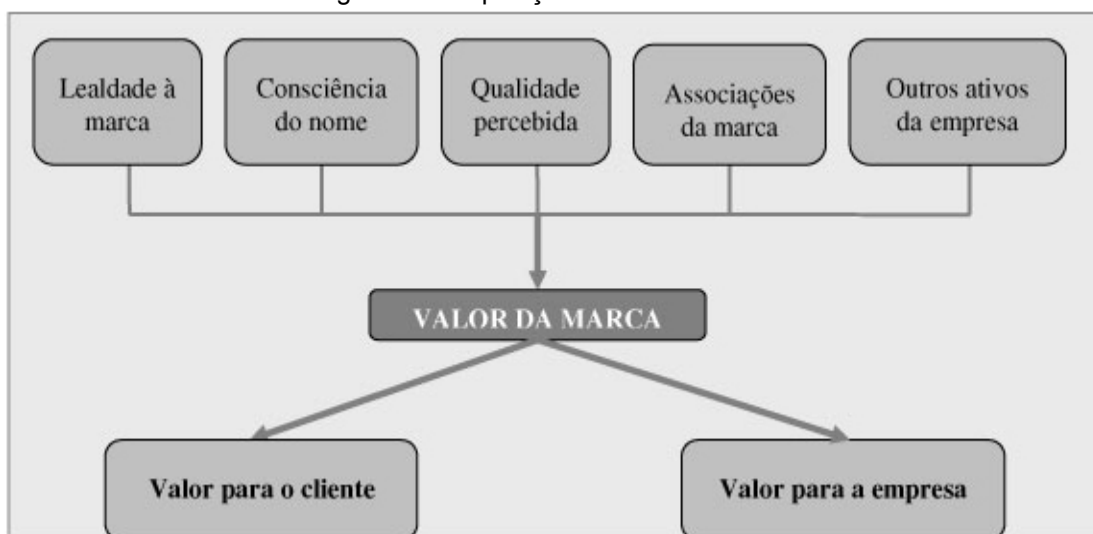 Lealdade à
marca
Consciência
do nome
Qualidade
percebida
Associações
da marca
Outros ativos
da empresa
VALOR DA MARCA
Valor para o cliente
Valor para a empresa